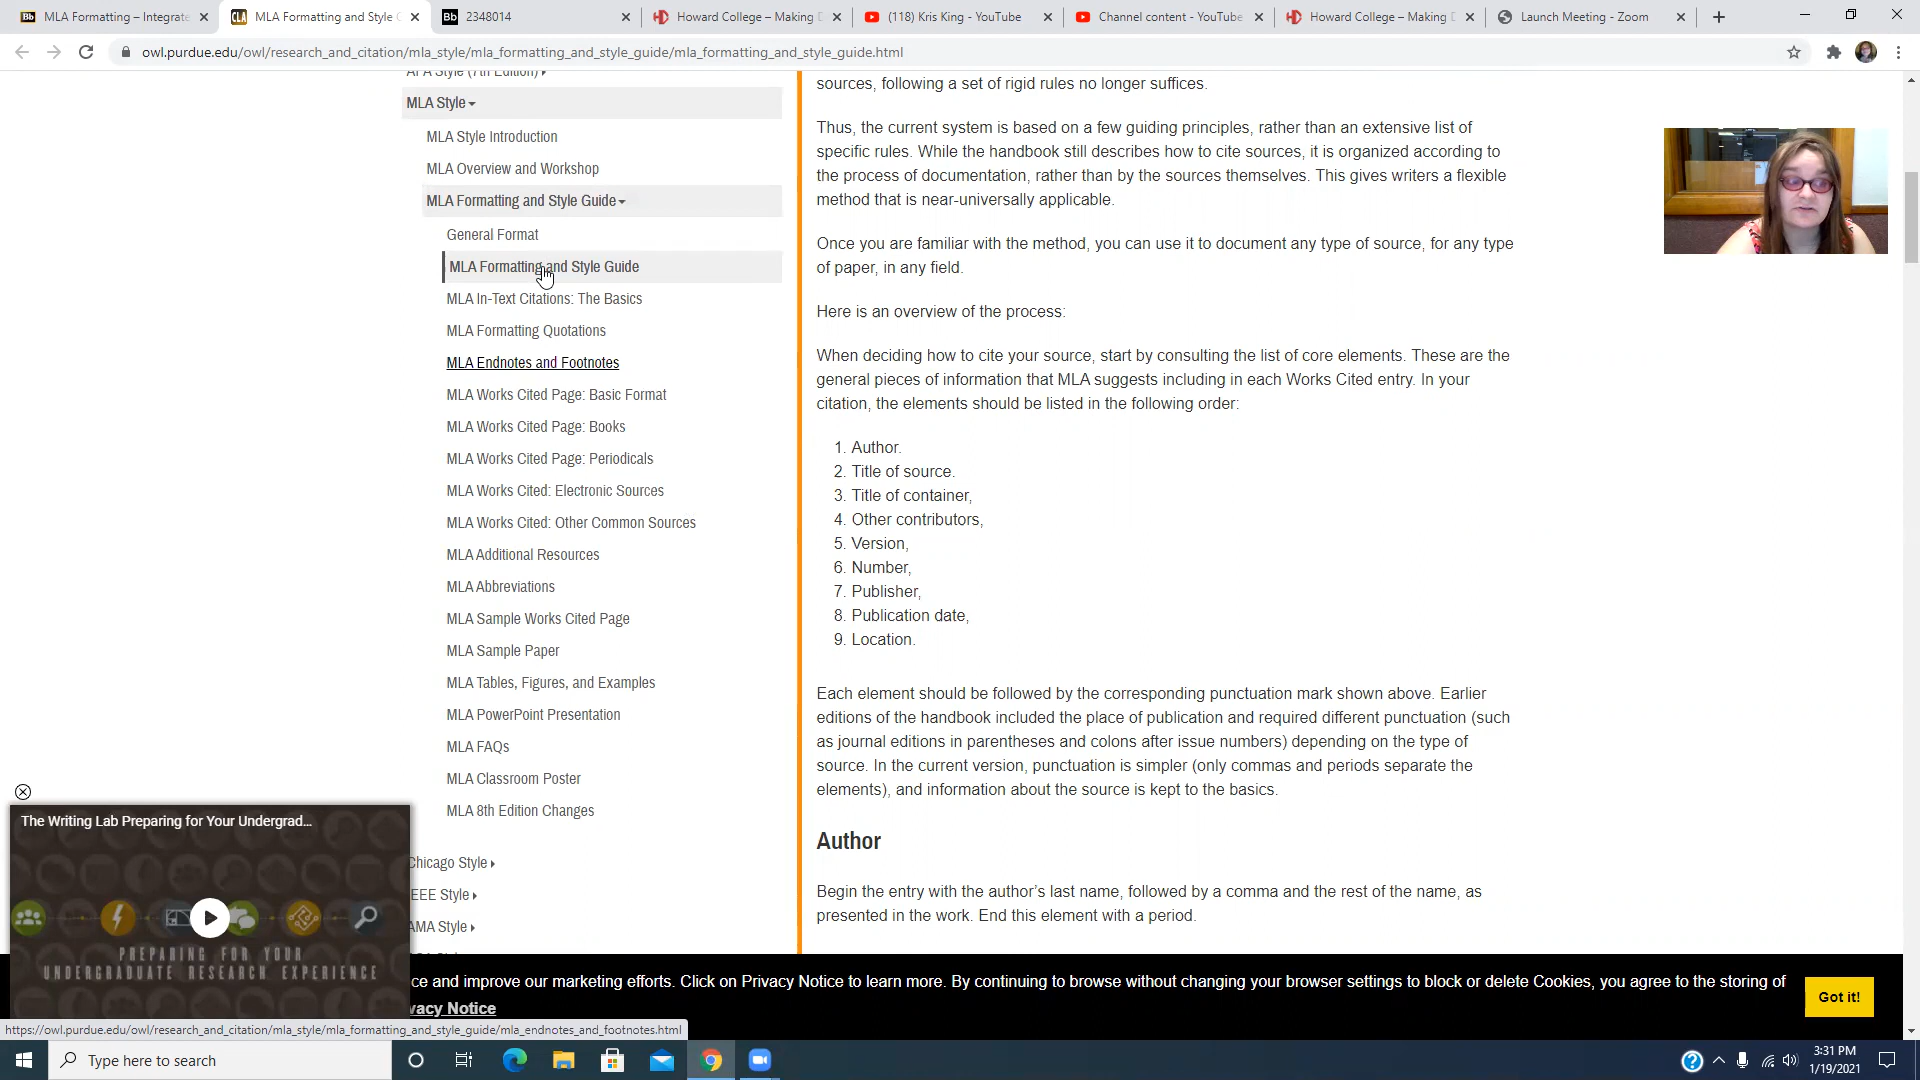 MLA Formatting – Integrate
MLA Formatting and Style G
2348014
Howard College – Making D
(118) Kris King - YouTube
Channel content - YouTube
Howard College – Making D
Launch Meeting - Zoom
owl.purdue.edu/owl/research_and_citation/mla_style/mla_formatting_and_style_guide/mla_formatting_and_style_guide.html
APA Style (7th Edition)
MLA Style
MLA Style Introduction
MLA Overview and Workshop
MLA Formatting and Style Guide
General Format
MLA Formatting and Style Guide
MLA In-Text Citations: The Basics
MLA Formatting Quotations
MLA Endnotes and Footnotes
MLA Works Cited Page: Basic Format
MLA Works Cited Page: Books
MLA Works Cited Page: Periodicals
MLA Works Cited: Electronic Sources
MLA Works Cited: Other Common Sources
MLA Additional Resources
MLA Abbreviations
MLA Sample Works Cited Page
MLA Sample Paper
MLA Tables, Figures, and Examples
MLA PowerPoint Presentation
MLA FAQs
MLA Classroom Poster
MLA 8th Edition Changes
Chicago Style
IEEE Style
AMA Style
sources, following a set of rigid rules no longer suffices.
Thus, the current system is based on a few guiding principles, rather than an extensive list of
specific rules. While the handbook still describes how to cite sources, it is organized according to
the process of documentation, rather than by the sources themselves. This gives writers a flexible
method that is near-universally applicable.
Once you are familiar with the method, you can use it to document any type of source, for any type
of paper, in any field.
Here is an overview of the process:
When deciding how to cite your source, start by consulting the list of core elements. These are the
general pieces of information that MLA suggests including in each Works Cited entry. In your
citation, the elements should be listed in the following order:
1. Author.
2. Title of source.
3. Title of container,
4. Other contributors,
5. Version,
6. Number,
7. Publisher,
8. Publication date,
9. Location.
Each element should be followed by the corresponding punctuation mark shown above. Earlier
editions of the handbook included the place of publication and required different punctuation (such
as journal editions in parentheses and colons after issue numbers) depending on the type of
source. In the current version, punctuation is simpler (only commas and periods separate the
elements), and information about the source is kept to the basics.
Author
Begin the entry with the author's last name, followed by a comma and the rest of the name, as
presented in the work. End this element with a period.
The Writing Lab Preparing for Your Undergrad...
PREPARING FOR YOUR
UNDERGRADUATE RESEARCH EXPERIENCE
ce and improve our marketing efforts. Click on Privacy Notice to learn more. By continuing to browse without changing your browser settings to block or delete Cookies, you agree to the storing of
vacy Notice
Got it!
https://owl.purdue.edu/owl/research_and_citation/mla_style/mla_formatting_and_style_guide/mla_endnotes_and_footnotes.html
Type here to search
3:31 PM
1/19/2021